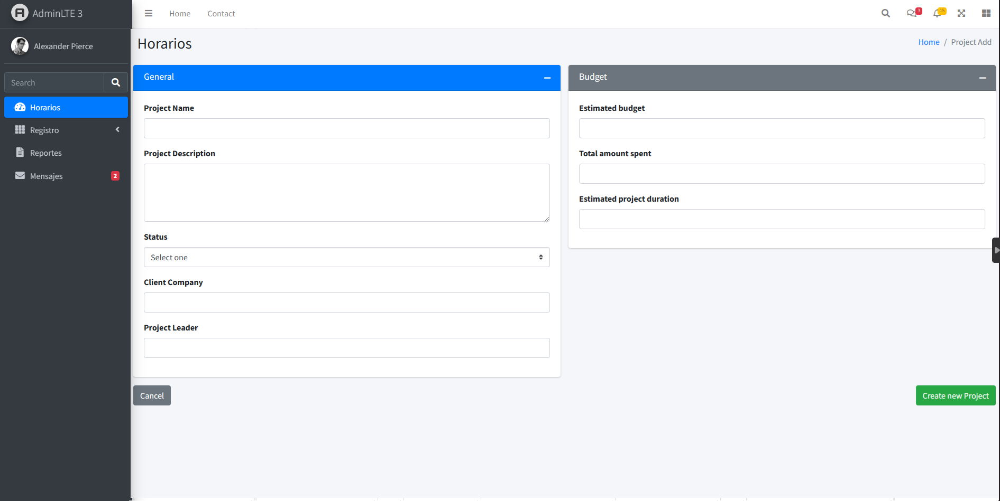 AdminLTE 3
Home
Contact
3
15
Alexander Pierce
Search
Horarios
Registro
Reportes
Mensajes
2
Horarios
Home / Project Add
General
Project Name
Project Description
Status
Select one
Client Company
Project Leader
Budget
Estimated budget
Total amount spent
Estimated project duration
Cancel
Create new Project